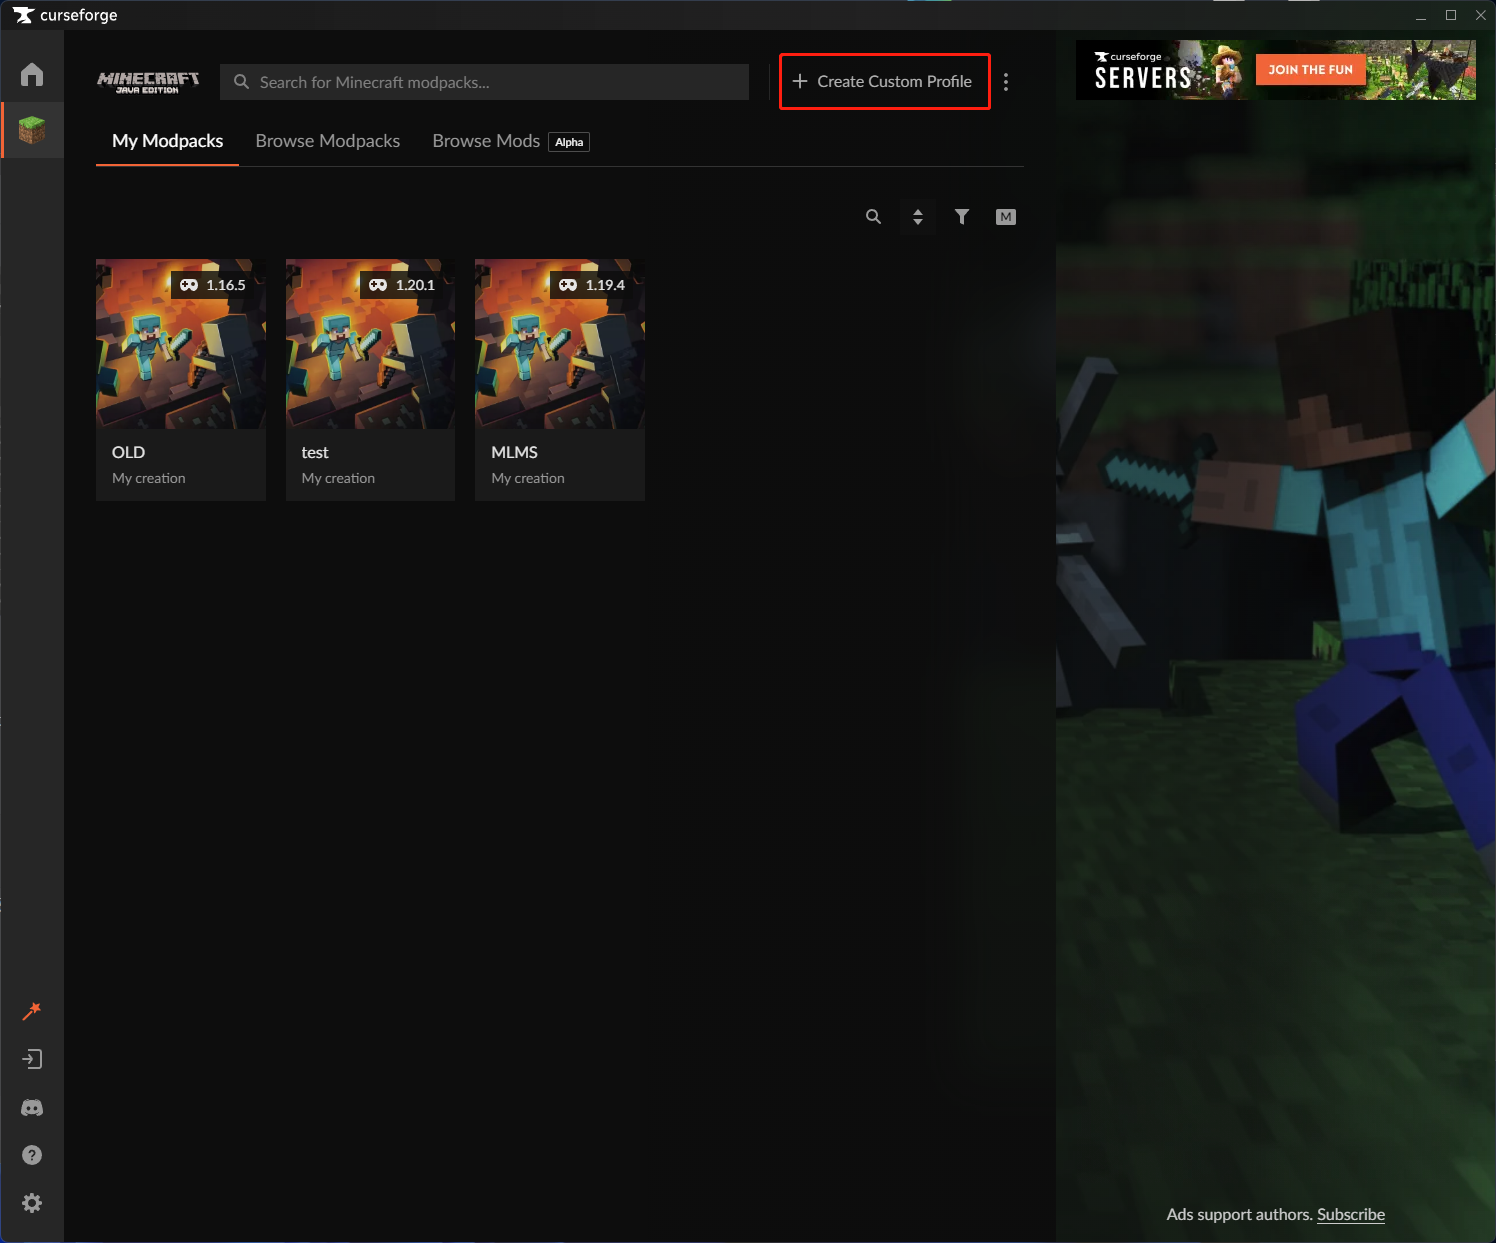 curseforge
MINECRAFT
JAVA EDITION
Search for Minecraft modpacks...
Create Custom Profile
curseforge
SERVERS
JOIN THE FUN
My Modpacks
Browse Modpacks
Browse Mods
Alpha
M
1.16.5
1.20.1
1.19.4
OLD
test
MLMS
My creation
My creation
My creation
?
Ads support authors. Subscribe